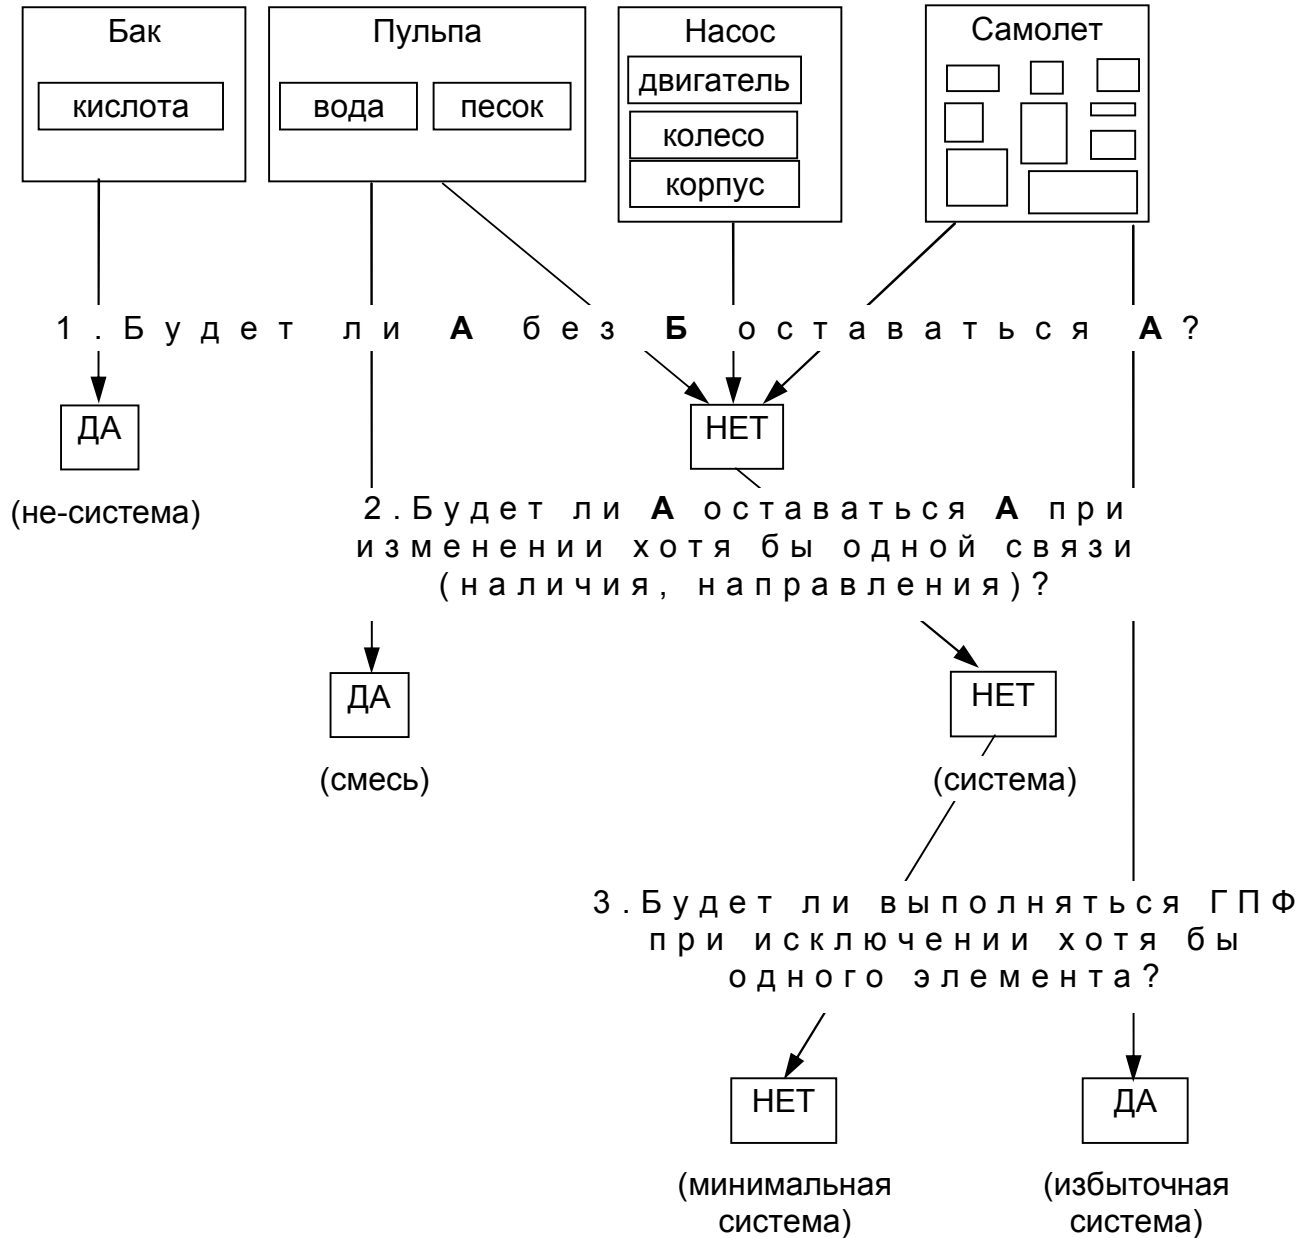 Бак
Пульпа
Насос
Самолет
кислота
вода
песок
двигатель
колесо
корпус
1.Будет ли А без Б оставаться А?
ДА
НЕТ
(не-система)
2.Будет ли А оставаться А при
изменении хотя бы одной связи
(наличия, направления)?
ДА
НЕТ
(смесь)
(система)
3.Будет ли выполняться ГПФ
при исключении хотя бы
одного элемента?
НЕТ
ДА
(минимальная
система)
(избыточная
система)